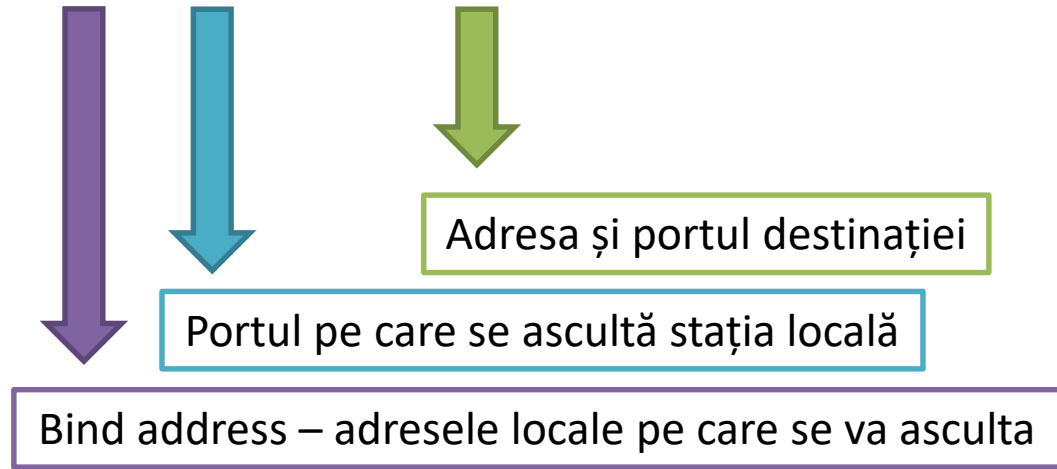 Adresa și portul destinației
Portul pe care se ascultă stația locală
Bind address – adresele locale pe care se va asculta